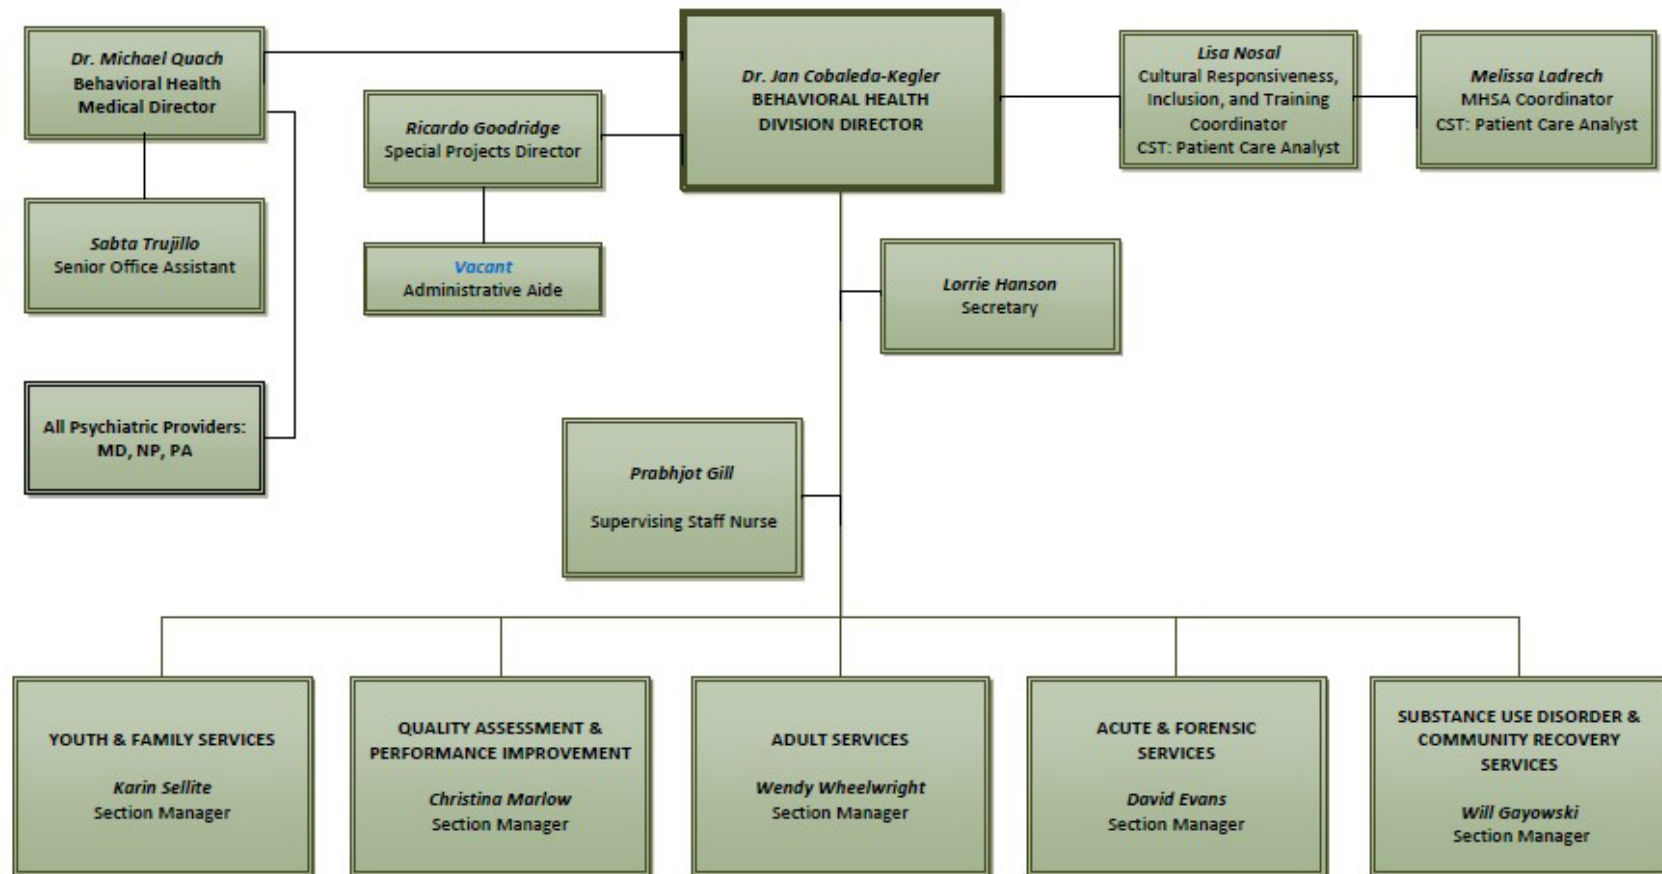 Dr. Michael Quach
Behavioral Health
Medical Director
Dr. Jan Cobaleda-Kegler
BEHAVIORAL HEALTH
DIVISION DIRECTOR
Lisa Nosal
Cultural Responsiveness,
Inclusion, and Training
Coordinator
CST: Patient Care Analyst
Melissa Ladrech
MHSA Coordinator
CST: Patient Care Analyst
Ricardo Goodridge
Special Projects Director
Sabta Trujillo
Senior Office Assistant
Vacant
Administrative Aide
Lorrie Hanson
Secretary
All Psychiatric Providers:
MD, NP, PA
Prabhjot Gill
Supervising Staff Nurse
YOUTH & FAMILY SERVICES
Karin Sellite
Section Manager
QUALITY ASSESSMENT &
PERFORMANCE IMPROVEMENT
Christina Marlow
Section Manager
ADULT SERVICES
Wendy Wheelwright
Section Manager
ACUTE & FORENSIC
SERVICES
David Evans
Section Manager
SUBSTANCE USE DISORDER &
COMMUNITY RECOVERY
SERVICES
Will Gayowski
Section Manager